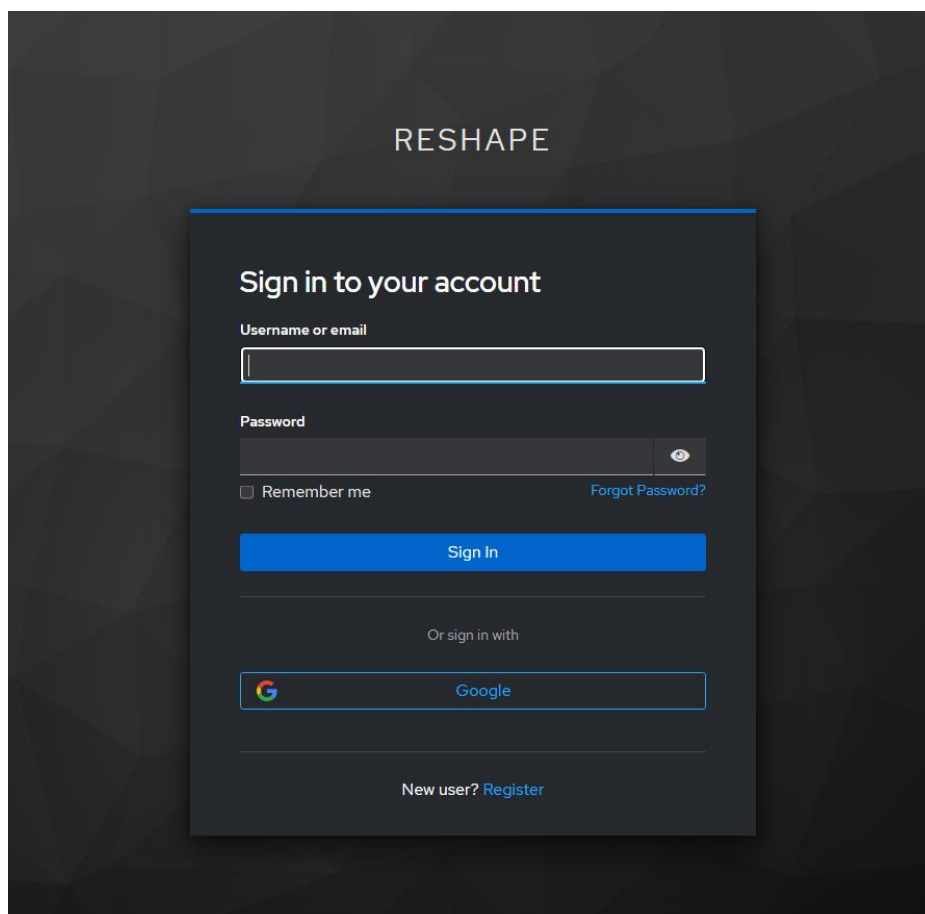 RESHAPE
Sign in to your account
Username or email
Password
Remember me
Forgot Password?
Sign In
Or sign in with
Google
New user? Register